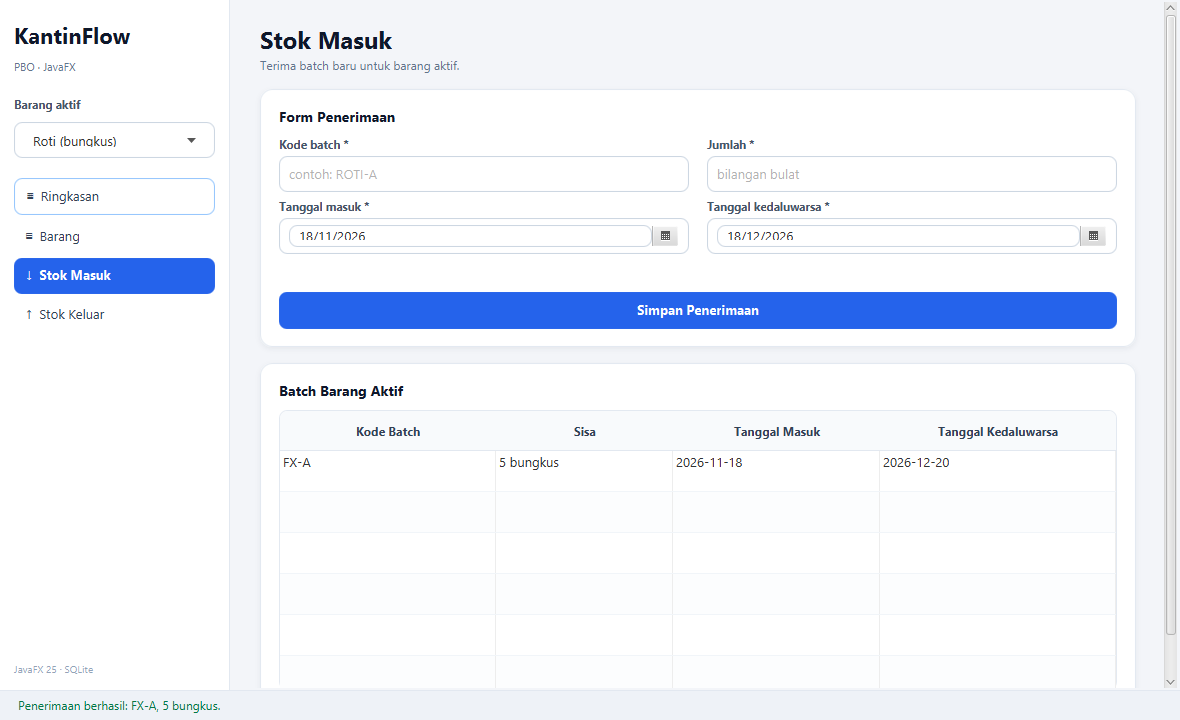 KantinFlow
PBO · JavaFX
Barang aktif
Roti (bungkus)
≡ Ringkasan
≡ Barang
↓ Stok Masuk
↑ Stok Keluar
JavaFX 25 · SQLite
Stok Masuk
Terima batch baru untuk barang aktif.
Form Penerimaan
Kode batch * Jumlah *
contoh: ROTI-A bilangan bulat
Tanggal masuk * Tanggal kedaluwarsa *
18/11/2026 18/12/2026
Simpan Penerimaan
Batch Barang Aktif
Kode Batch Sisa Tanggal Masuk Tanggal Kedaluwarsa
FX-A 5 bungkus 2026-11-18 2026-12-20
Penerimaan berhasil: FX-A, 5 bungkus.